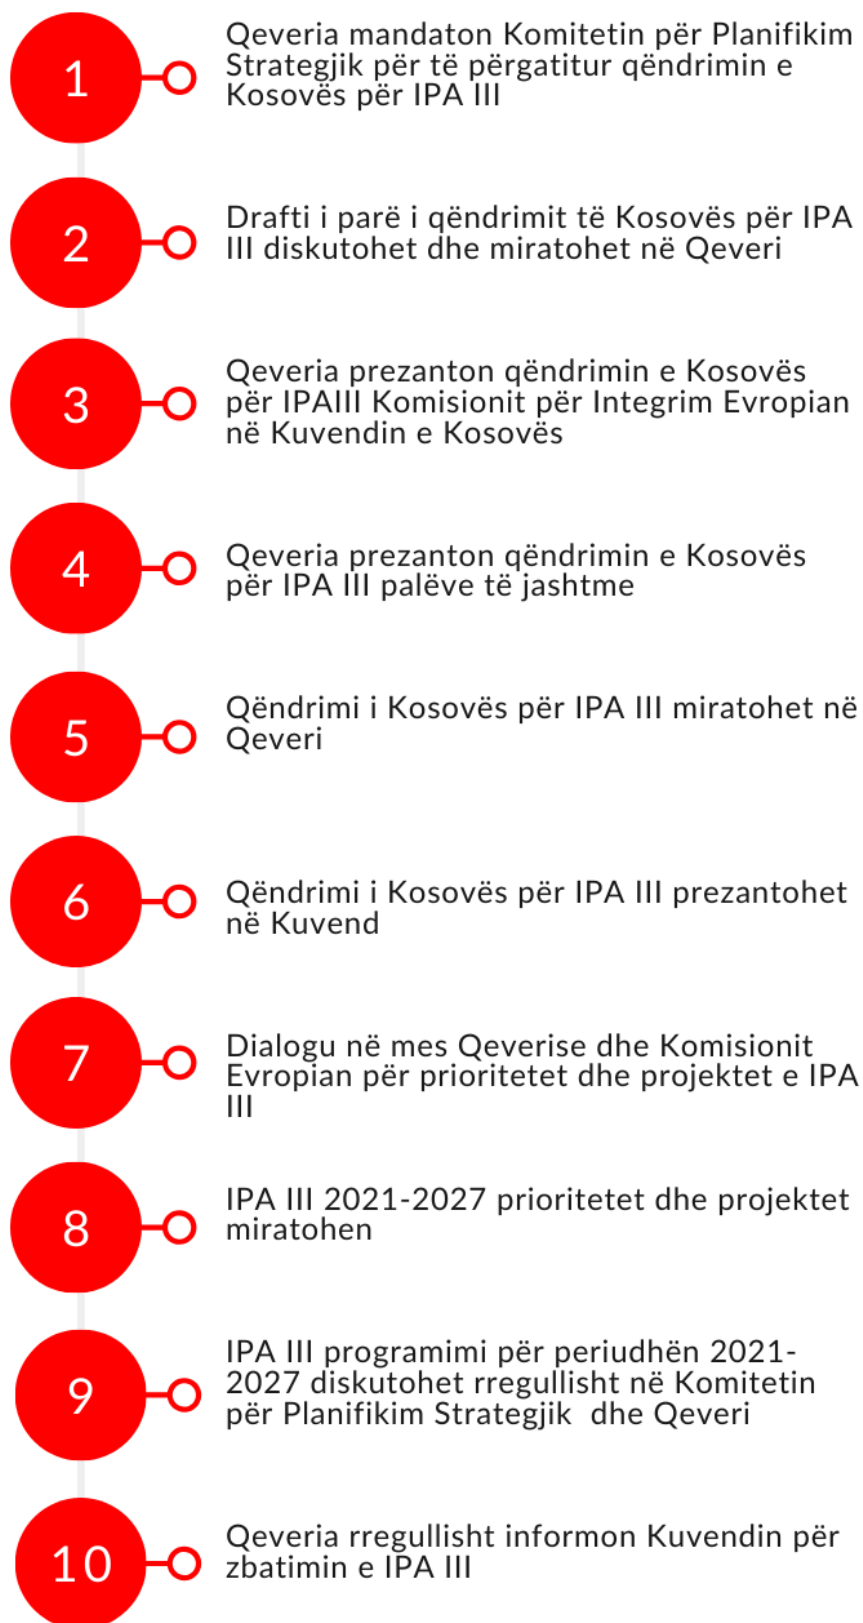 1
Qeveria mandaton Komitetin për Planifikim
Strategjik për të përgatitur qëndrimin e
Kosovës për IPA III
2
Drafti i parë i qëndrimit të Kosovës për IPA
III diskutohet dhe miratohet në Qeveri
3
Qeveria prezanton qëndrimin e Kosovës
për IPAIII Komisionit për Integrim Evropian
në Kuvendin e Kosovës
4
Qeveria prezanton qëndrimin e Kosovës
për IPA III palëve të jashtme
5
Qëndrimi i Kosovës për IPA III miratohet në
Qeveri
6
Qëndrimi i Kosovës për IPA III prezantohet
në Kuvend
7
Dialogu në mes Qeverise dhe Komisionit
Evropian për prioritetet dhe projektet e IPA
III
8
IPA III 2021-2027 prioritetet dhe projektet
miratohen
9
IPA III programimi për periudhën 2021-
2027 diskutohet rregullisht në Komitetin
për Planifikim Strategjik  dhe Qeveri
10
Qeveria rregullisht informon Kuvendin për
zbatimin e IPA III